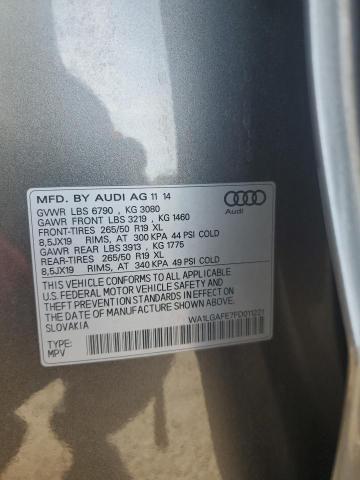 MFD. BY AUDI AG 11 14
GVWR LBS 6790 , KG 3080
GAWR FRONT LBS 3219 , KG 1460
FRONT-TIRES 265/50 R19 XL
8,5JX19 RIMS, AT 300 KPA 44 PSI COLD
GAWR REAR LBS 3913 , KG 1775
REAR-TIRES 265/50 R19 XL
8,5JX19 RIMS, AT 340 KPA 49 PSI COLD
THIS VEHICLE CONFORMS TO ALL APPLICABLE
U.S. FEDERAL MOTOR VEHICLE SAFETY AND
THEFT PREVENTION STANDARDS IN EFFECT ON
THE DATE OF MANUFACTURE SHOWN ABOVE.
SLOVAKIA
TYPE:
MPV
WA1LGAFE7FD011221
Audi